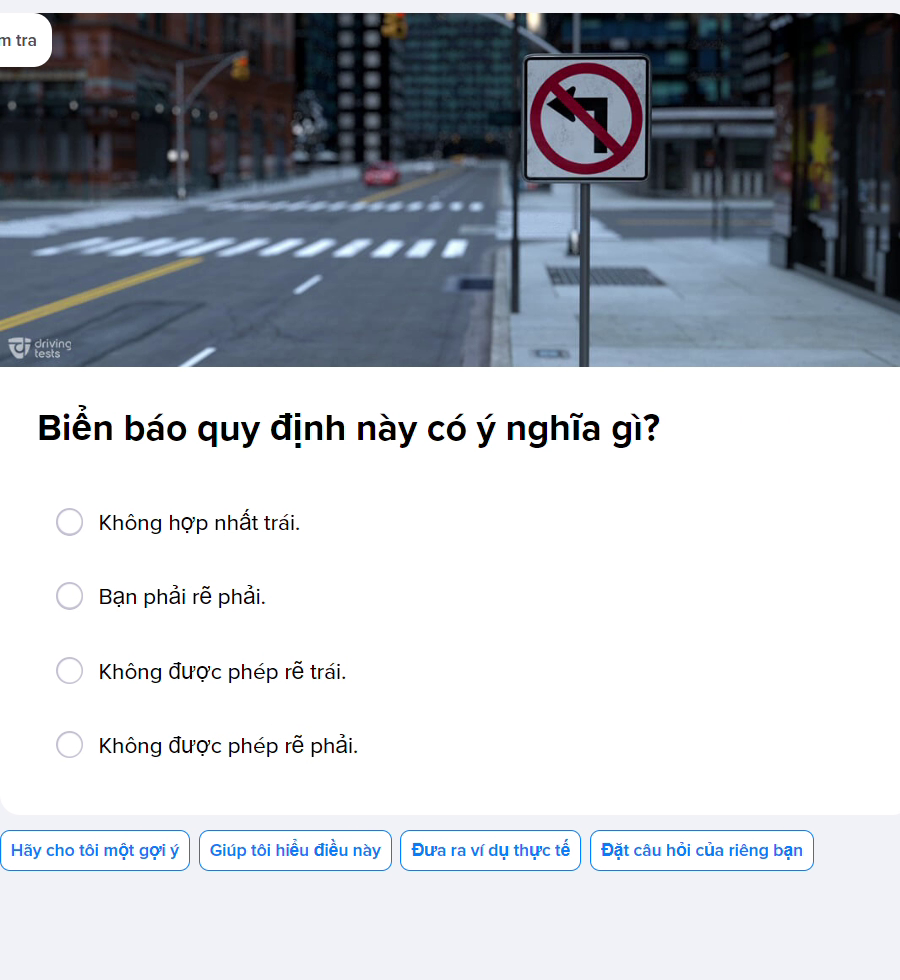 m tra
driving
tests
Biển báo quy định này có ý nghĩa gì?
Không hợp nhất trái.
Bạn phải rẽ phải.
Không được phép rẽ trái.
Không được phép rẽ phải.
Hãy cho tôi một gợi ý
Giúp tôi hiểu điều này
Đưa ra ví dụ thực tế
Đặt câu hỏi của riêng bạn